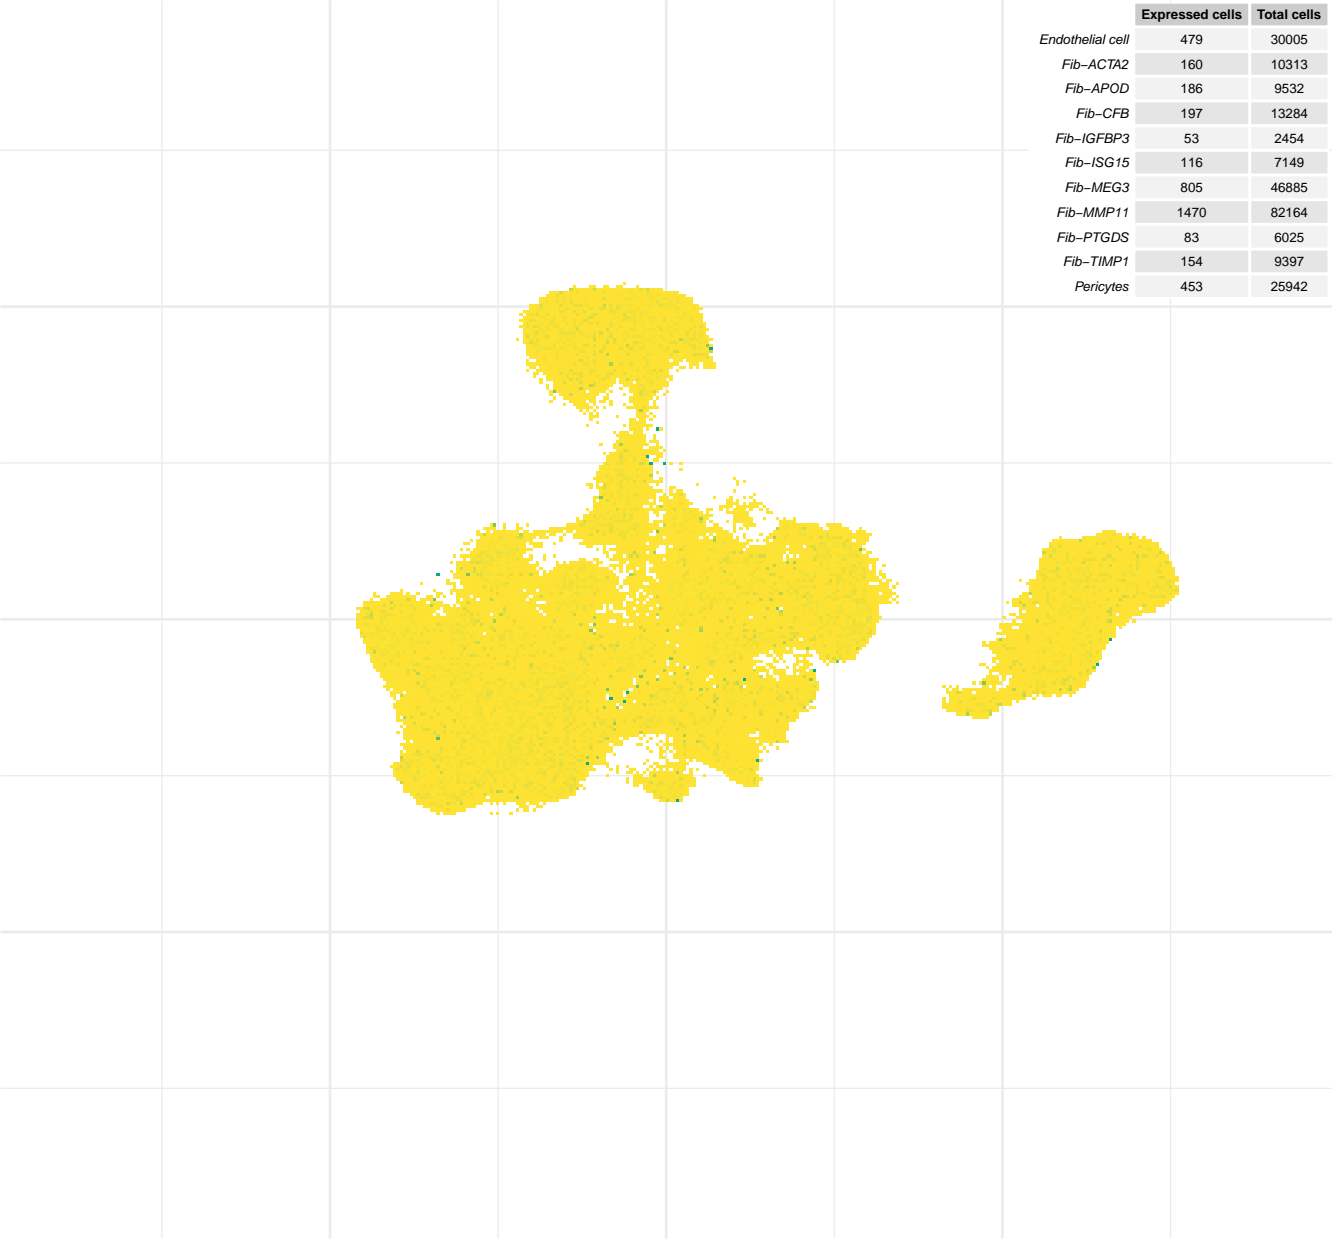 Expressed cells Total cells
Endothelial cell 479 30005
Fib−ACTA2 160 10313
Fib−APOD 186 9532
Fib−CFB 197 13284
Fib−IGFBP3 53 2454
Fib−ISG15 116 7149
Fib−MEG3 805 46885
Fib−MMP11 1470 82164
Fib−PTGDS 83 6025
Fib−TIMP1 154 9397
Pericytes 453 25942